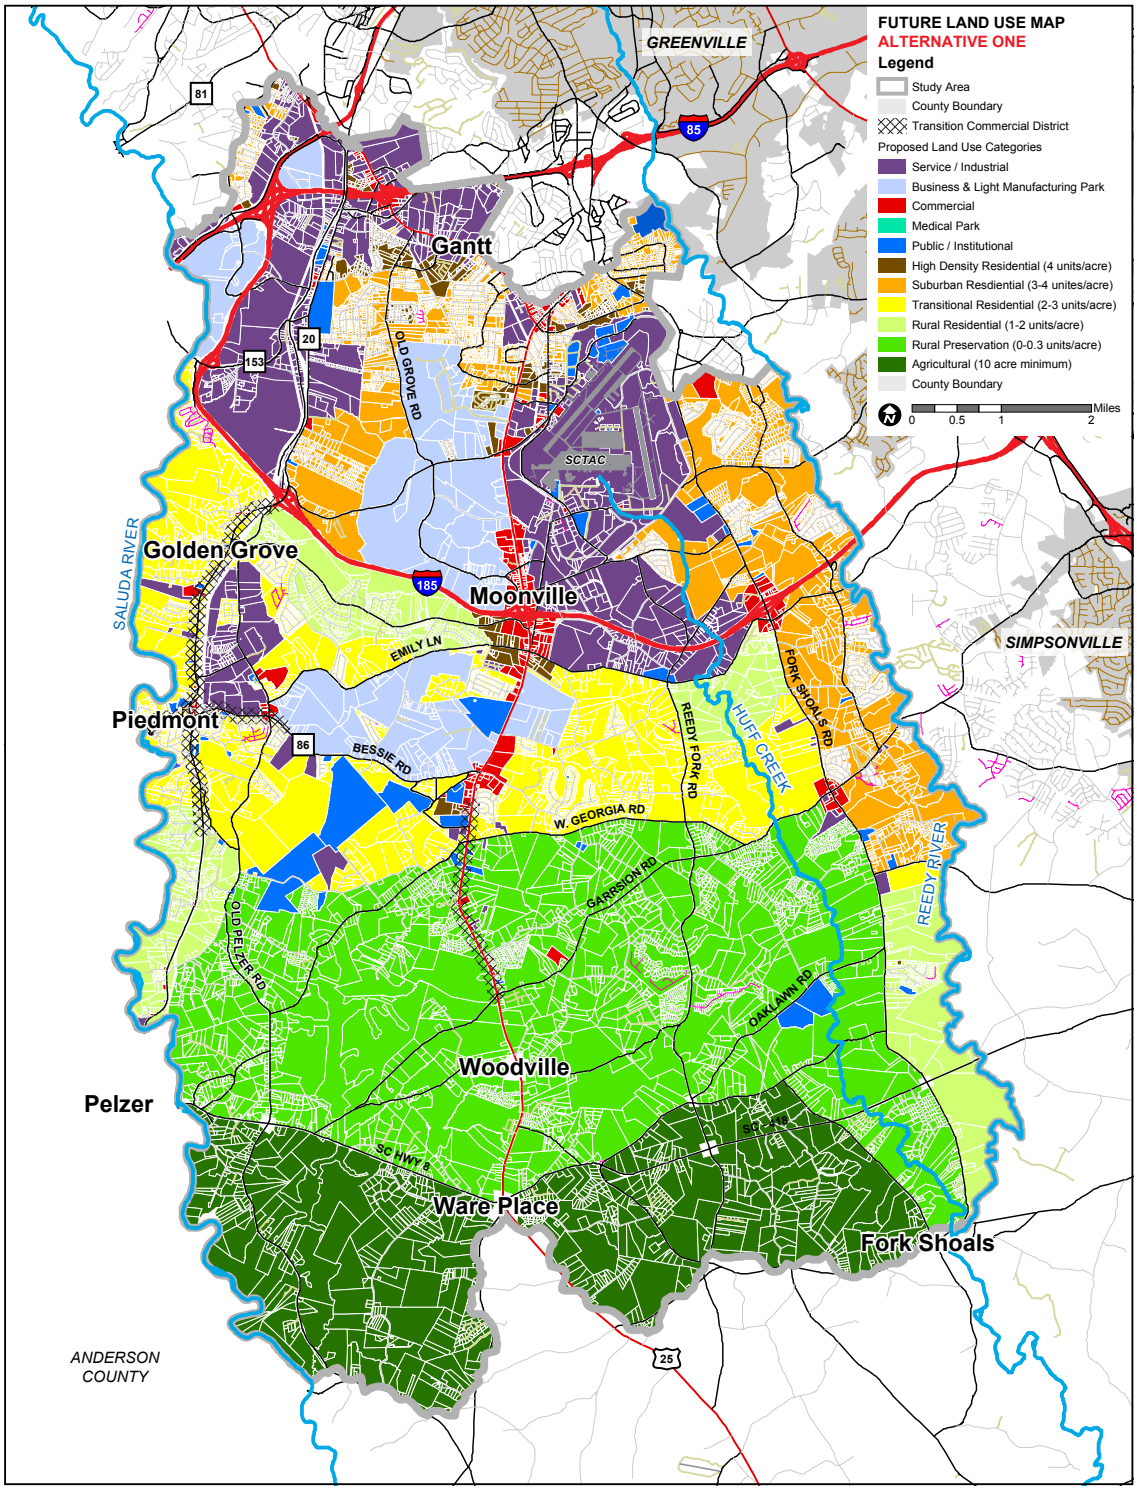 FUTURE LAND USE MAP
ALTERNATIVE ONE
Legend
Study Area
County Boundary
Transition Commercial District
Proposed Land Use Categories
Service / Industrial
Business & Light Manufacturing Park
Commercial
Medical Park
Public / Institutional
High Density Residential (4 units/acre)
Suburban Resdiential (3-4 unites/acre)
Transitional Residential (2-3 units/acre)
Rural Residential (1-2 units/acre)
Rural Preservation (0-0.3 units/acre)
Agricultural (10 acre minimum)
County Boundary
N
Miles
0 0.5 1 2
GREENVILLE
81
85
Gantt
20
153
OLD GROVE RD
SCTAC
SALUDA RIVER
Golden Grove
185
Moonville
EMILY LN
SIMPSONVILLE
FORK SHOALS RD
Piedmont
86
BESSIE RD
REEDY FORK RD
HUFF CREEK
W. GEORGIA RD
GARRSION RD
REEDY RIVER
OLD PELZER RD
OAKLAWN RD
Woodville
Pelzer
SC - 418
SC HWY 8
Ware Place
Fork Shoals
25
ANDERSON
COUNTY